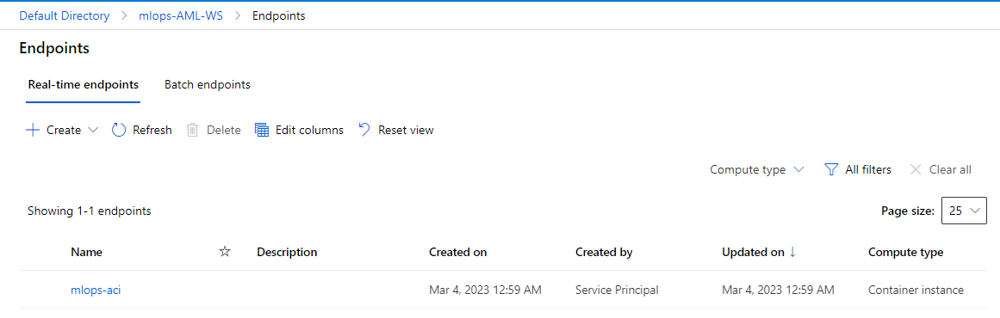 Default Directory > mlops-AML-WS > Endpoints
Endpoints
Real-time endpoints Batch endpoints
Create Refresh Delete Edit columns Reset view
Compute type All filters Clear all
Showing 1-1 endpoints Page size: 25
Name Description Created on Created by Updated on ↓ Compute type
mlops-aci Mar 4, 2023 12:59 AM Service Principal Mar 4, 2023 12:59 AM Container instance